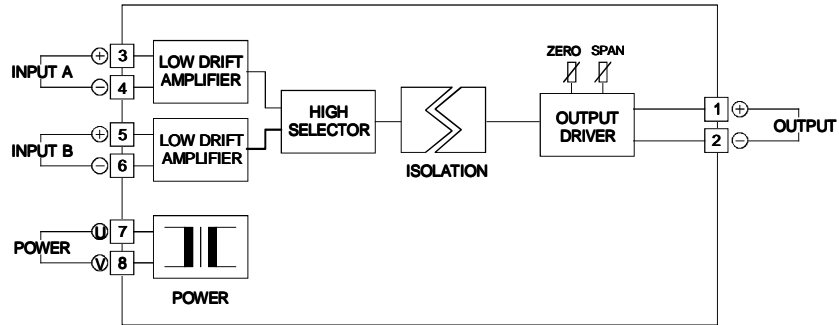 INPUT A
+ 3
− 4
LOW DRIFT
AMPLIFIER
INPUT B
+ 5
− 6
LOW DRIFT
AMPLIFIER
HIGH
SELECTOR
ISOLATION
ZERO SPAN
OUTPUT
DRIVER
1 +
2 −
OUTPUT
POWER
U 7
V 8
POWER